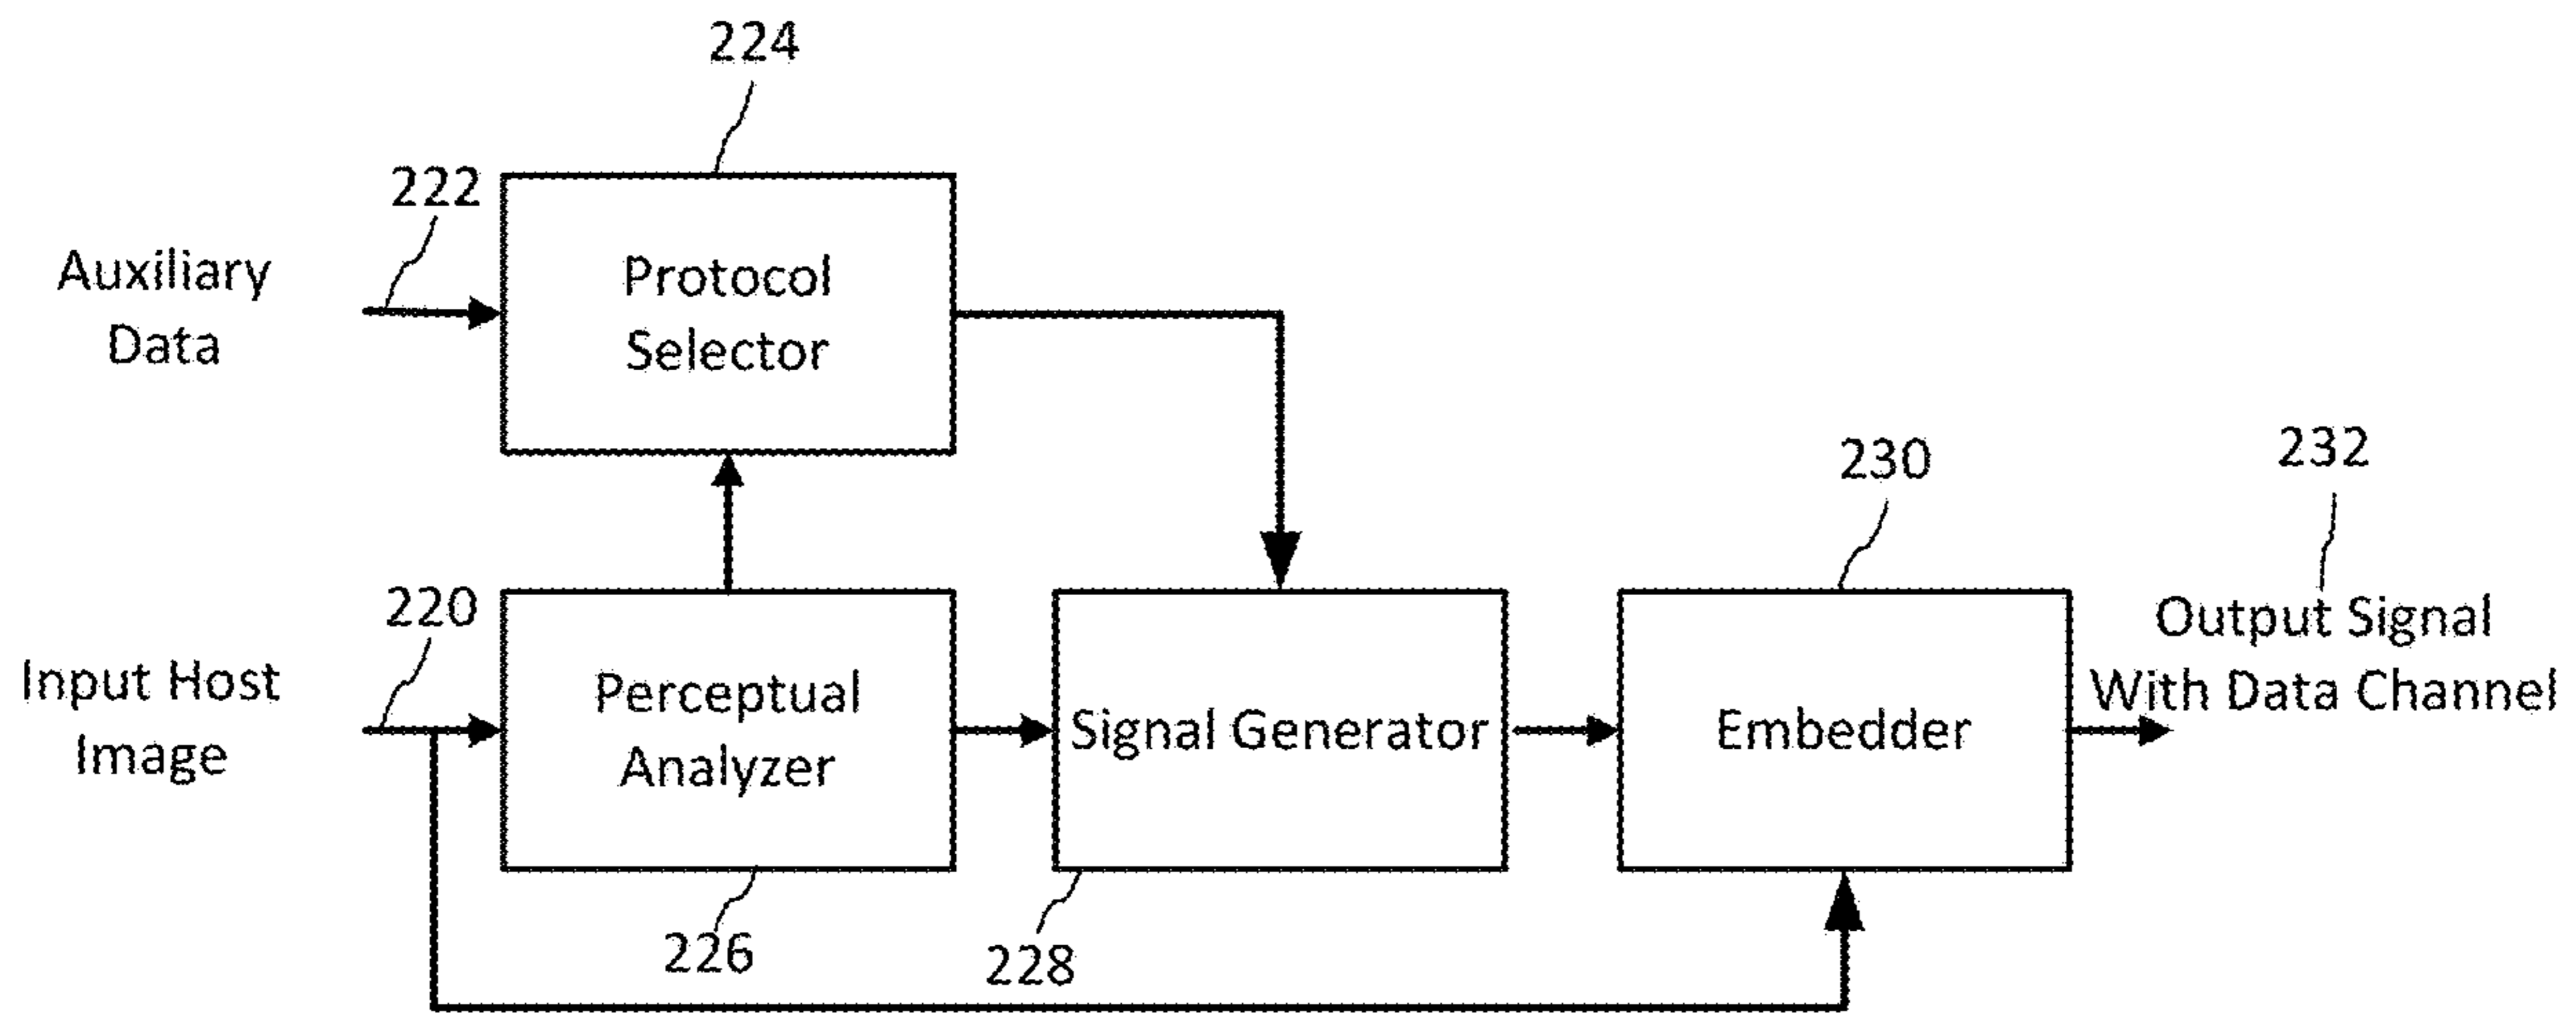 224
222
Auxiliary
Data
Protocol
Selector
230
232
220
Input Host
Image
Perceptual
Analyzer
Signal Generator
Embedder
Output Signal
With Data Channel
226
228